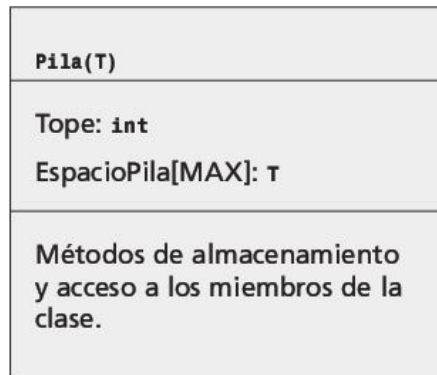 Pila(T)
Tope: int
EspacioPila[MAX]: T
Métodos de almacenamiento
y acceso a los miembros de la
clase.